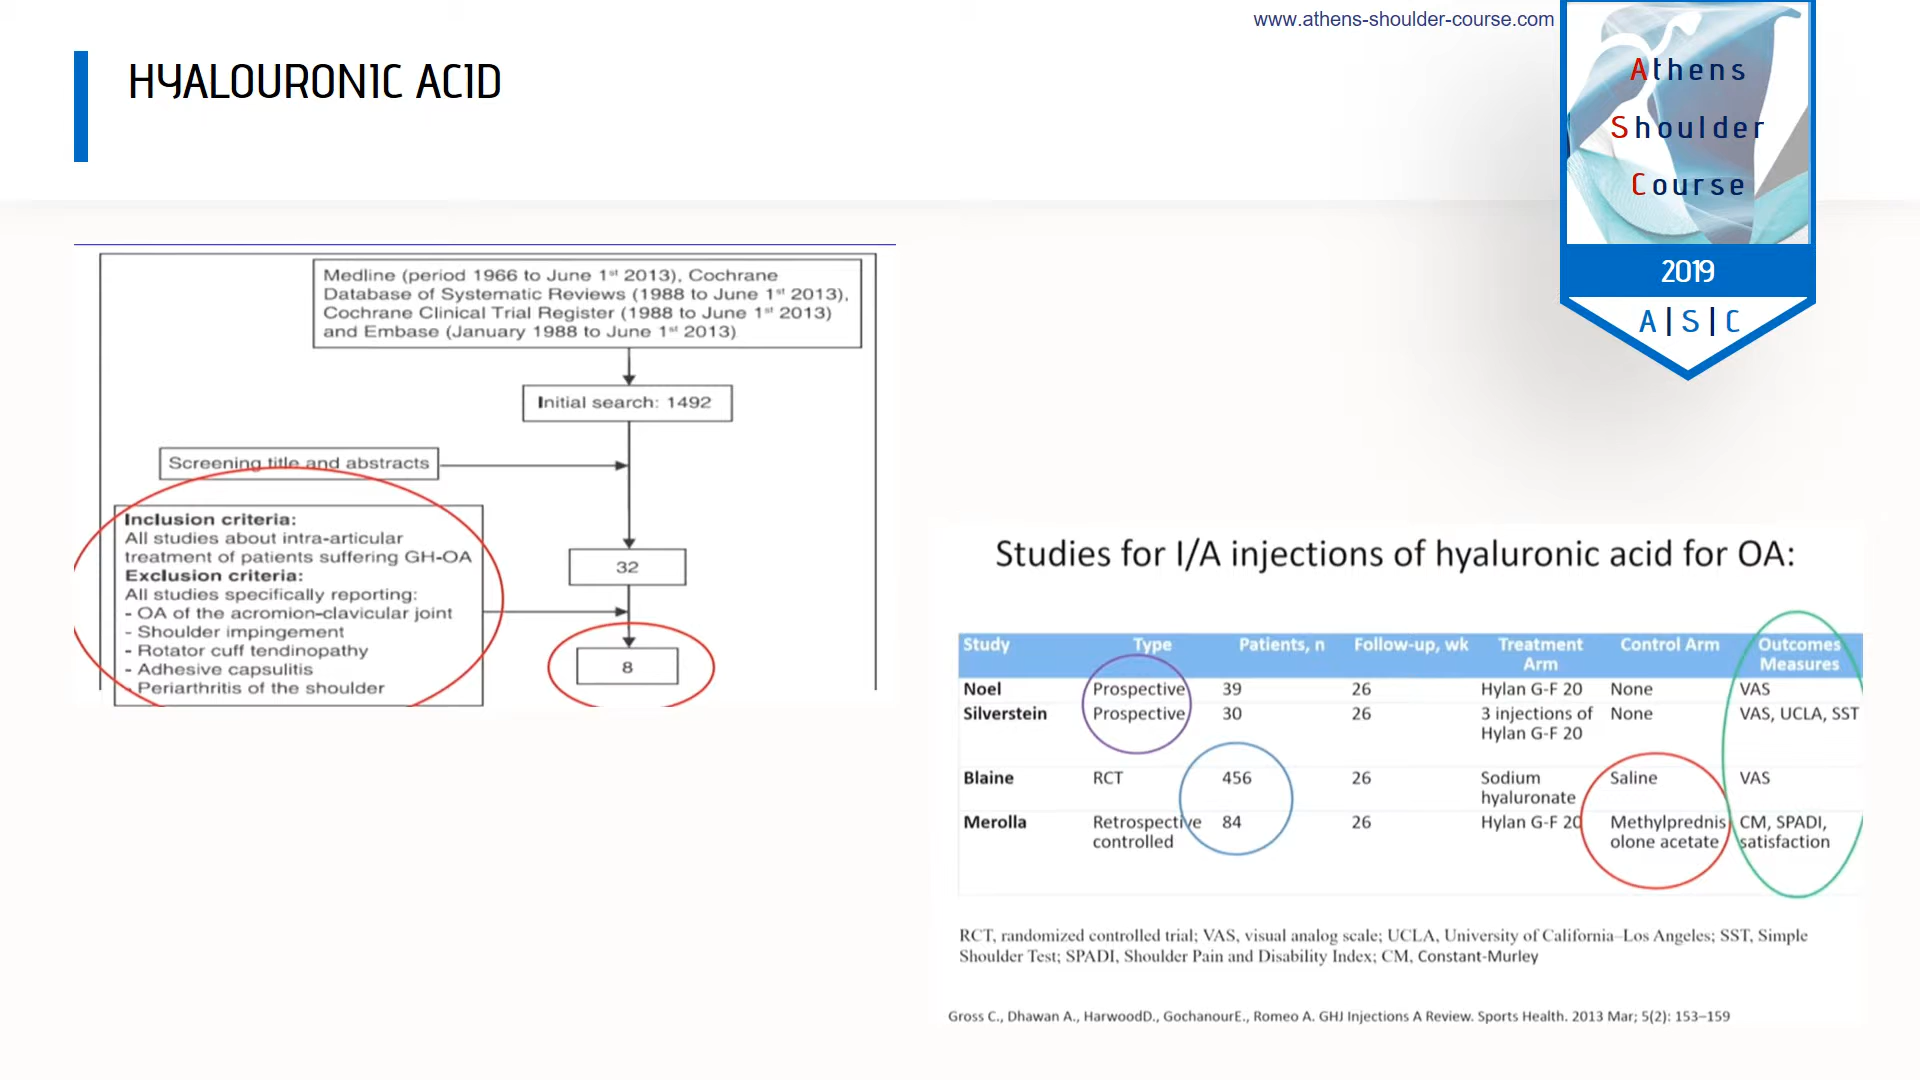 www.athens-shoulder-course.com
HYALOURONIC ACID
Athens
Shoulder
Course
2019
A|S|C
Medline (period 1966 to June 1st 2013), Cochrane
Database of Systematic Reviews (1988 to June 1st 2013),
Cochrane Clinical Trial Register (1988 to June 1st 2013)
and Embase (January 1988 to June 1st 2013)
Initial search: 1492
Screening title and abstracts
Inclusion criteria:
All studies about intra-articular
treatment of patients suffering GH-OA
Exclusion criteria:
All studies specifically reporting:
- OA of the acromion-clavicular joint
- Shoulder impingement
- Rotator cuff tendinopathy
- Adhesive capsulitis
- Periarthritis of the shoulder
32
8
Studies for I/A injections of hyaluronic acid for OA:
Study Type Patients, n Follow-up, wk Treatment Control Arm Outcomes
Arm Measures
Noel Prospective 39 26 Hylan G-F 20 None VAS
Silverstein Prospective 30 26 3 injections of None VAS, UCLA, SST
Hylan G-F 20
Blaine RCT 456 26 Sodium Saline VAS
hyaluronate
Merolla Retrospective 84 26 Hylan G-F 20 Methylprednis CM, SPADI,
controlled olone acetate satisfaction
RCT, randomized controlled trial; VAS, visual analog scale; UCLA, University of California–Los Angeles; SST, Simple
Shoulder Test; SPADI, Shoulder Pain and Disability Index; CM, Constant-Murley
Gross C., Dhawan A., HarwoodD., GochanourE., Romeo A. GHJ Injections A Review. Sports Health. 2013 Mar; 5(2): 153–159